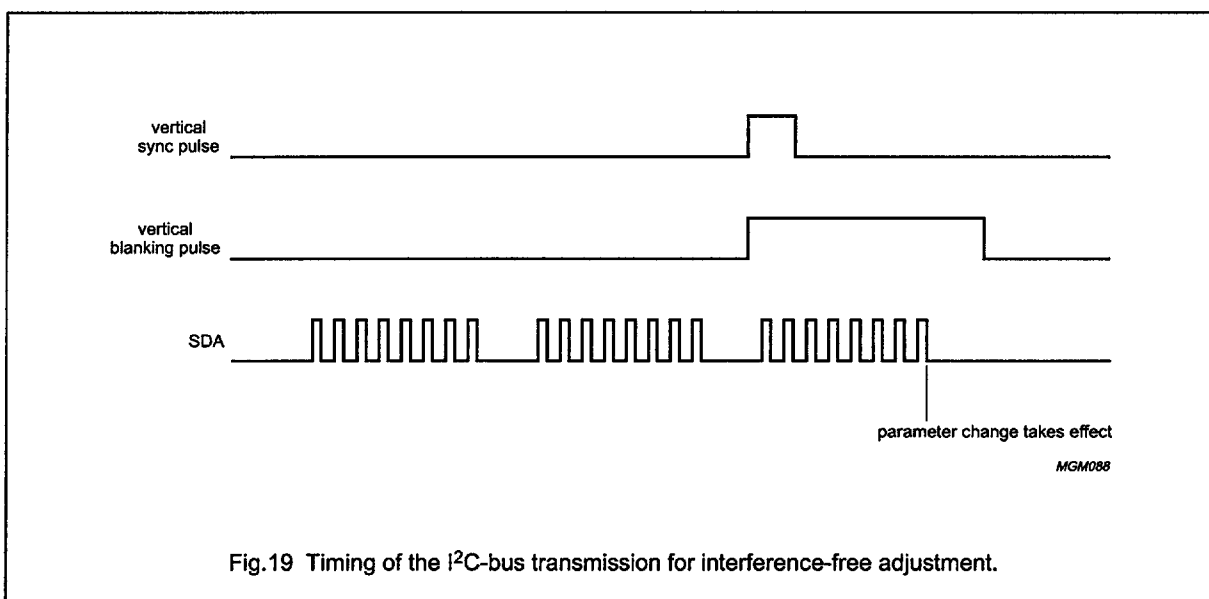 vertical
sync pulse
vertical
blanking pulse
SDA
parameter change takes effect
MGM088
Fig.19 Timing of the I²C-bus transmission for interference-free adjustment.